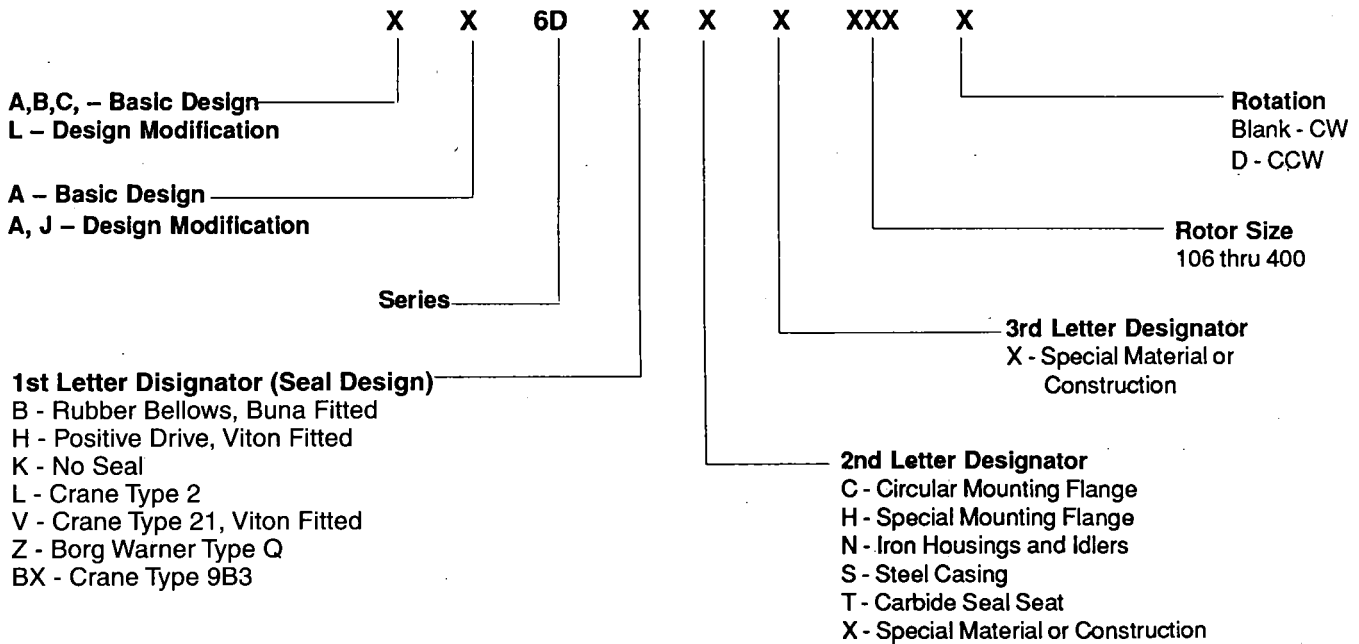 X X 6D X X X XXX X
A,B,C, – Basic Design
L – Design Modification
A – Basic Design
A, J – Design Modification
Series
1st Letter Disignator (Seal Design)
B - Rubber Bellows, Buna Fitted
H - Positive Drive, Viton Fitted
K - No Seal
L - Crane Type 2
V - Crane Type 21, Viton Fitted
Z - Borg Warner Type Q
BX - Crane Type 9B3
Rotation
Blank - CW
D - CCW
Rotor Size
106 thru 400
3rd Letter Designator
X - Special Material or
Construction
2nd Letter Designator
C - Circular Mounting Flange
H - Special Mounting Flange
N - Iron Housings and Idlers
S - Steel Casing
T - Carbide Seal Seat
X - Special Material or Construction